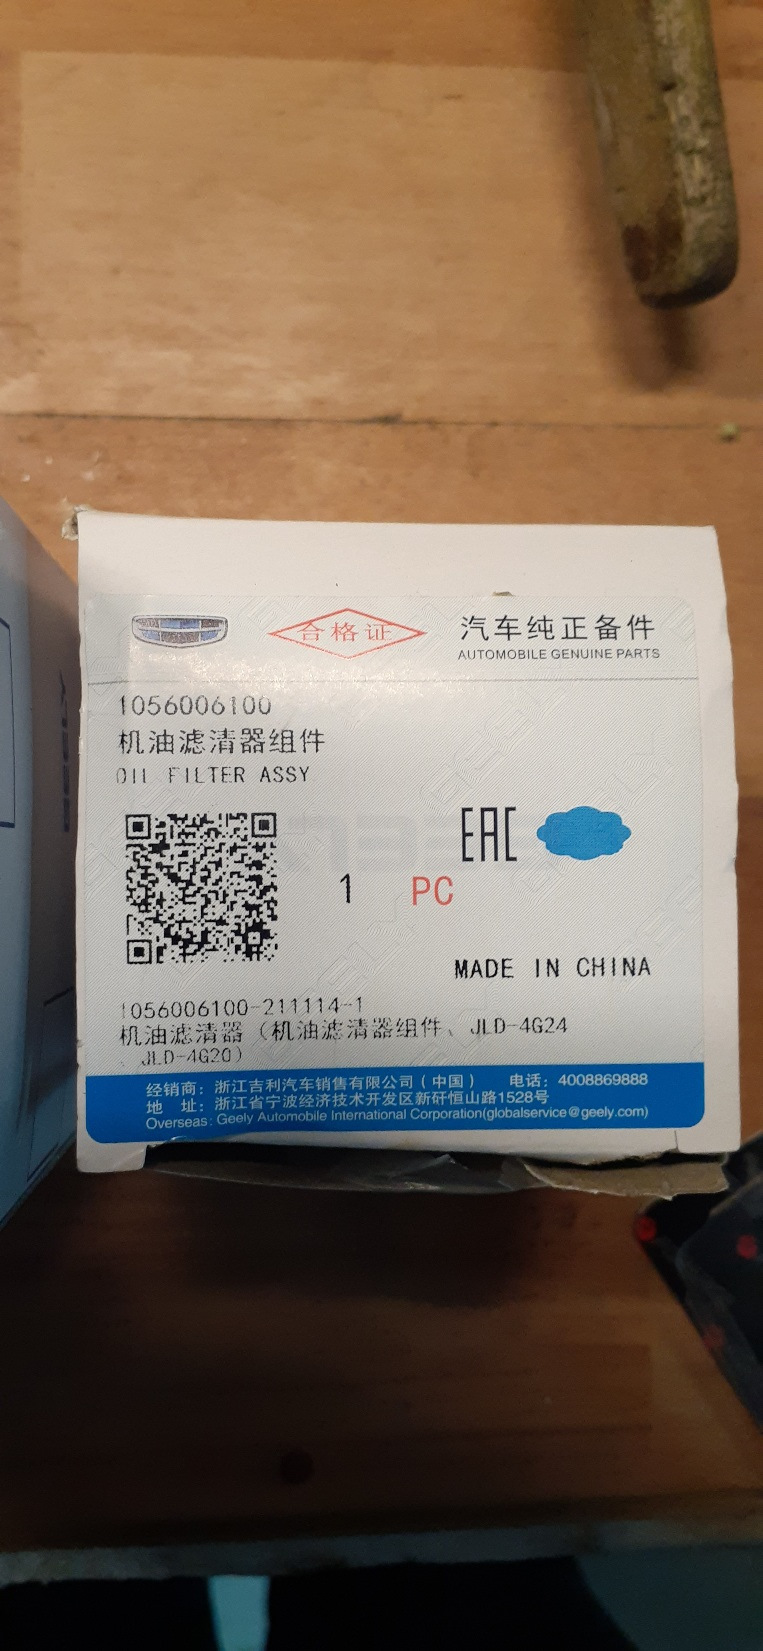 合格证
汽车纯正备件
AUTOMOBILE GENUINE PARTS
1056006100
机油滤清器组件
OIL FILTER ASSY
EAC
1 PC
MADE IN CHINA
1056006100-211114-1
机油滤清器（机油滤清器组件、JLD-4G24
、JLD-4G20）
经销商：浙江吉利汽车销售有限公司（中国） 电话：4008869888
地 址：浙江省宁波经济技术开发区新矸恒山路1528号
Overseas: Geely Automobile International Corporation(globalservice@geely.com)
GEELY